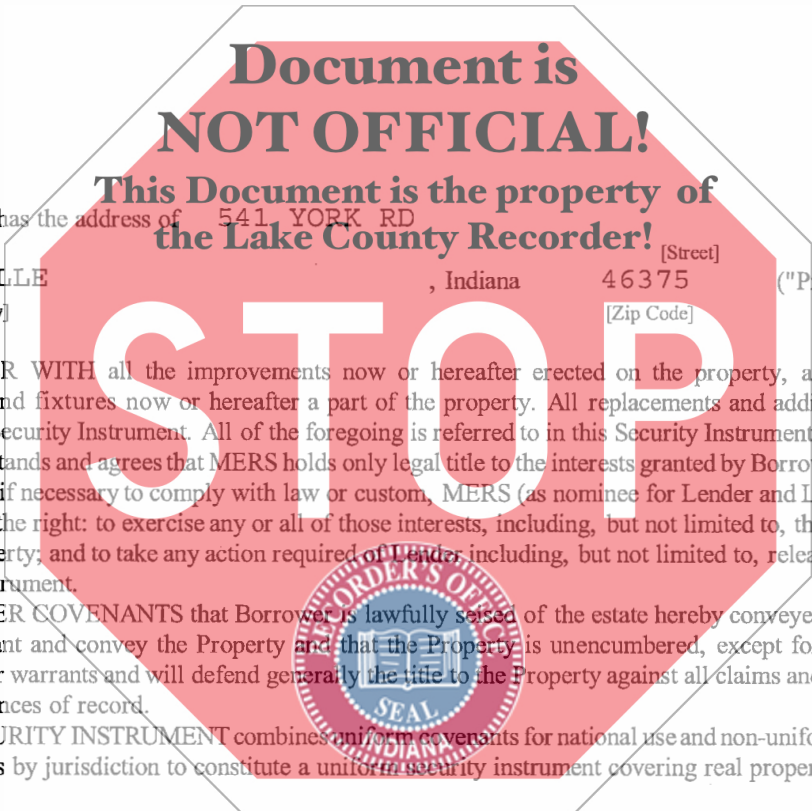 Document is
NOT OFFICIAL!
This Document is the property of
has the address of 541 YORK RD
the Lake County Recorder!
[Street]
LLE , Indiana 46375 ("P
[Zip Code]
STOP
R WITH all the improvements now or hereafter erected on the property, a
nd fixtures now or hereafter a part of the property. All replacements and addi
ecurity Instrument. All of the foregoing is referred to in this Security Instrument
tands and agrees that MERS holds only legal title to the interests granted by Borro
if necessary to comply with law or custom, MERS (as nominee for Lender and L
the right: to exercise any or all of those interests, including, but not limited to, th
erty; and to take any action required of Lender including, but not limited to, relea
rument.
ER COVENANTS that Borrower is lawfully seised of the estate hereby conveye
nt and convey the Property and that the Property is unencumbered, except fo
r warrants and will defend generally the title to the Property against all claims and
nces of record.
URITY INSTRUMENT combines uniform covenants for national use and non-unifo
s by jurisdiction to constitute a uniform security instrument covering real proper
RECORDER'S OFFICE
SEAL
INDIANA